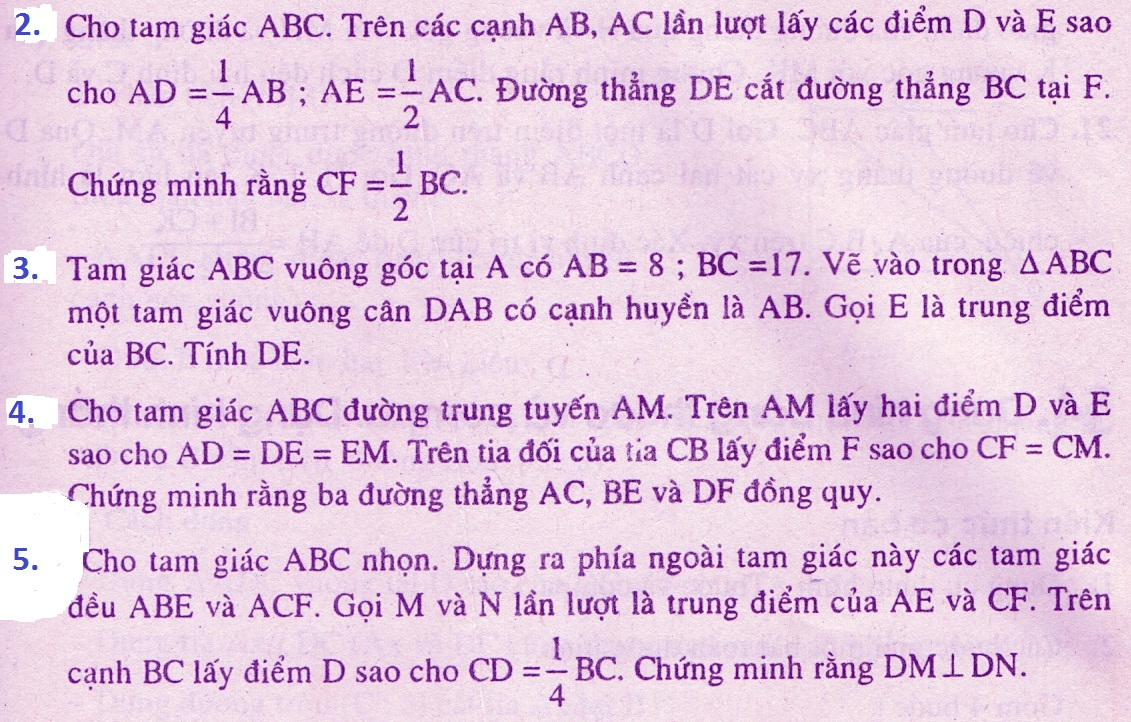 2. Cho tam giác ABC. Trên các cạnh AB, AC lần lượt lấy các điểm D và E sao
cho AD = 1/4 AB ; AE = 1/2 AC. Đường thẳng DE cắt đường thẳng BC tại F.
Chứng minh rằng CF = 1/2 BC.
3. Tam giác ABC vuông góc tại A có AB = 8 ; BC =17. Vẽ vào trong Δ ABC
một tam giác vuông cân DAB có cạnh huyền là AB. Gọi E là trung điểm
của BC. Tính DE.
4. Cho tam giác ABC đường trung tuyến AM. Trên AM lấy hai điểm D và E
sao cho AD = DE = EM. Trên tia đối của tia CB lấy điểm F sao cho CF = CM.
Chứng minh rằng ba đường thẳng AC, BE và DF đồng quy.
5. Cho tam giác ABC nhọn. Dựng ra phía ngoài tam giác này các tam giác
đều ABE và ACF. Gọi M và N lần lượt là trung điểm của AE và CF. Trên
cạnh BC lấy điểm D sao cho CD = 1/4 BC. Chứng minh rằng DM ⊥ DN.